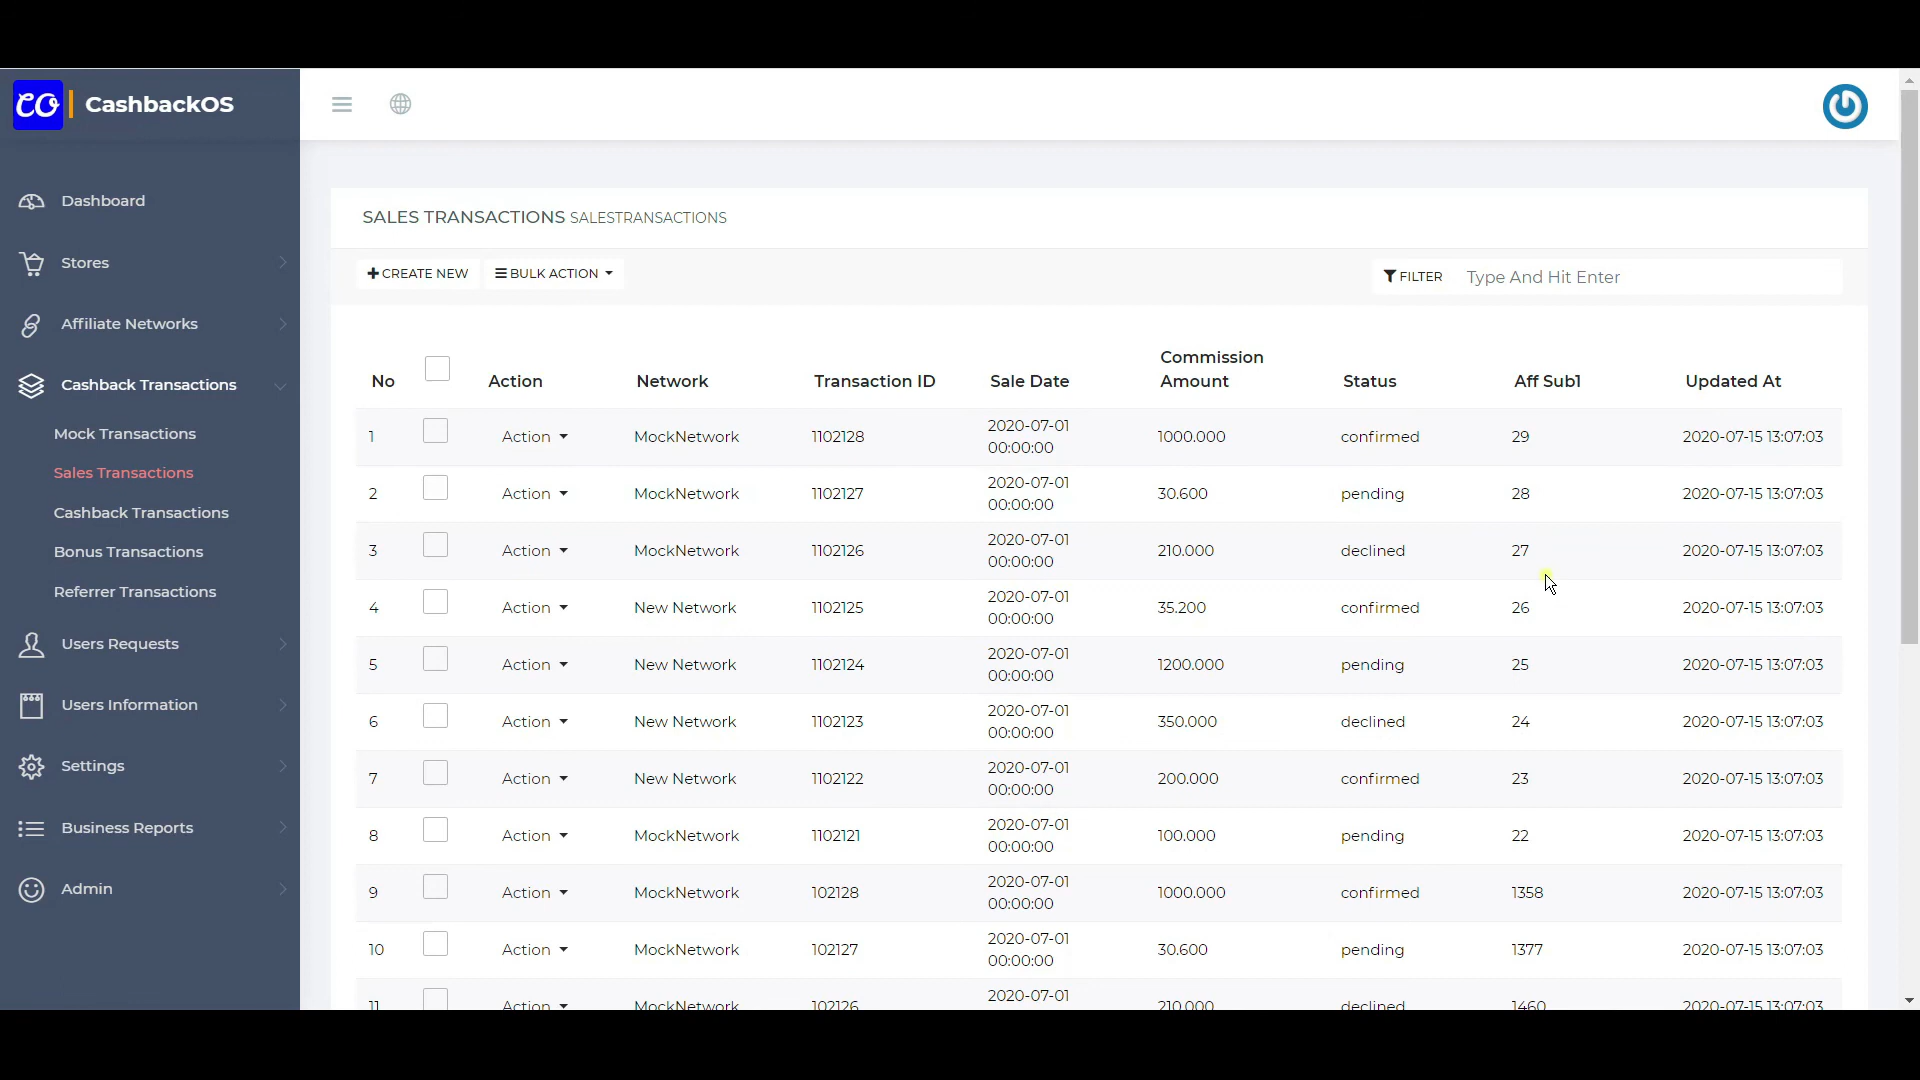 CO | CashbackOS
Dashboard
Stores
Affiliate Networks
Cashback Transactions
Mock Transactions
Sales Transactions
Cashback Transactions
Bonus Transactions
Referrer Transactions
Users Requests
Users Information
Settings
Business Reports
Admin
SALES TRANSACTIONS SALESTRANSACTIONS
CREATE NEW BULK ACTION FILTER Type And Hit Enter
No Action Network Transaction ID Sale Date Commission Amount Status Aff Sub1 Updated At
1 Action MockNetwork 1102128 2020-07-01 00:00:00 1000.000 confirmed 29 2020-07-15 13:07:03
2 Action MockNetwork 1102127 2020-07-01 00:00:00 30.600 pending 28 2020-07-15 13:07:03
3 Action MockNetwork 1102126 2020-07-01 00:00:00 210.000 declined 27 2020-07-15 13:07:03
4 Action New Network 1102125 2020-07-01 00:00:00 35.200 confirmed 26 2020-07-15 13:07:03
5 Action New Network 1102124 2020-07-01 00:00:00 1200.000 pending 25 2020-07-15 13:07:03
6 Action New Network 1102123 2020-07-01 00:00:00 350.000 declined 24 2020-07-15 13:07:03
7 Action New Network 1102122 2020-07-01 00:00:00 200.000 confirmed 23 2020-07-15 13:07:03
8 Action MockNetwork 1102121 2020-07-01 00:00:00 100.000 pending 22 2020-07-15 13:07:03
9 Action MockNetwork 102128 2020-07-01 00:00:00 1000.000 confirmed 1358 2020-07-15 13:07:03
10 Action MockNetwork 102127 2020-07-01 00:00:00 30.600 pending 1377 2020-07-15 13:07:03
11 Action MockNetwork 102126 2020-07-01 210.000 declined 1460 2020-07-15 13:07:03